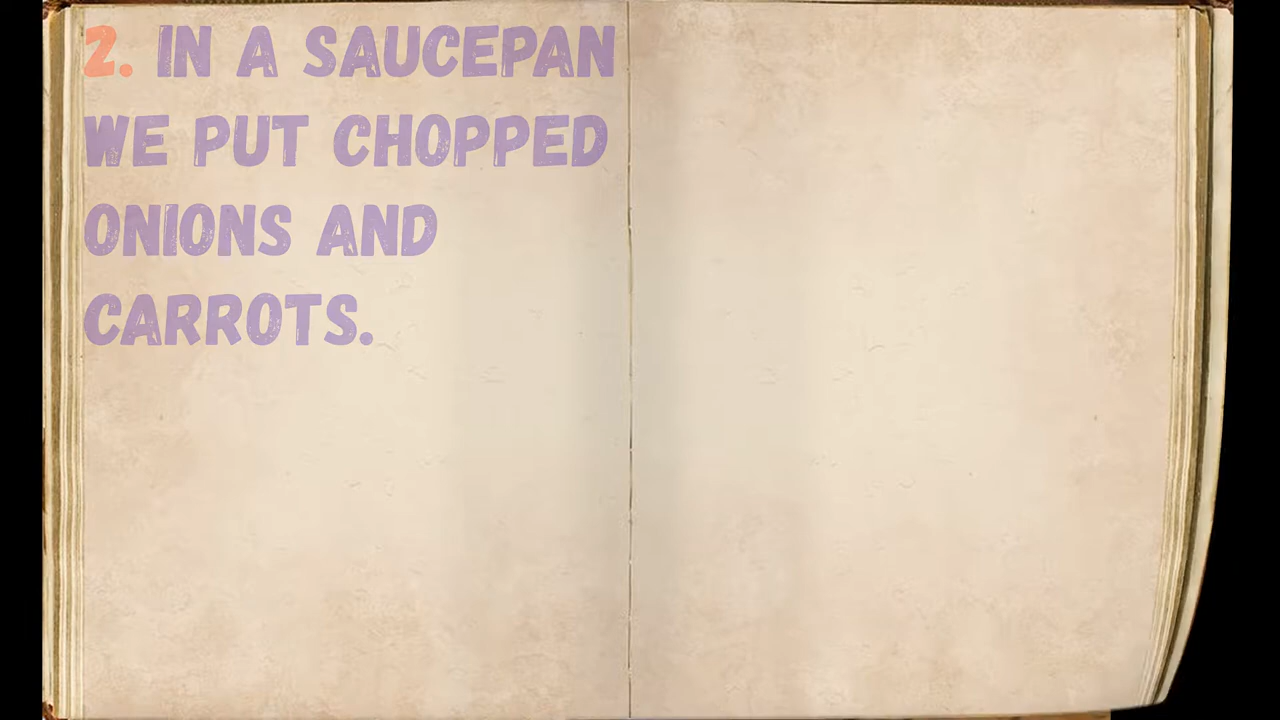 2. IN A SAUCEPAN
WE PUT CHOPPED
ONIONS AND
CARROTS.